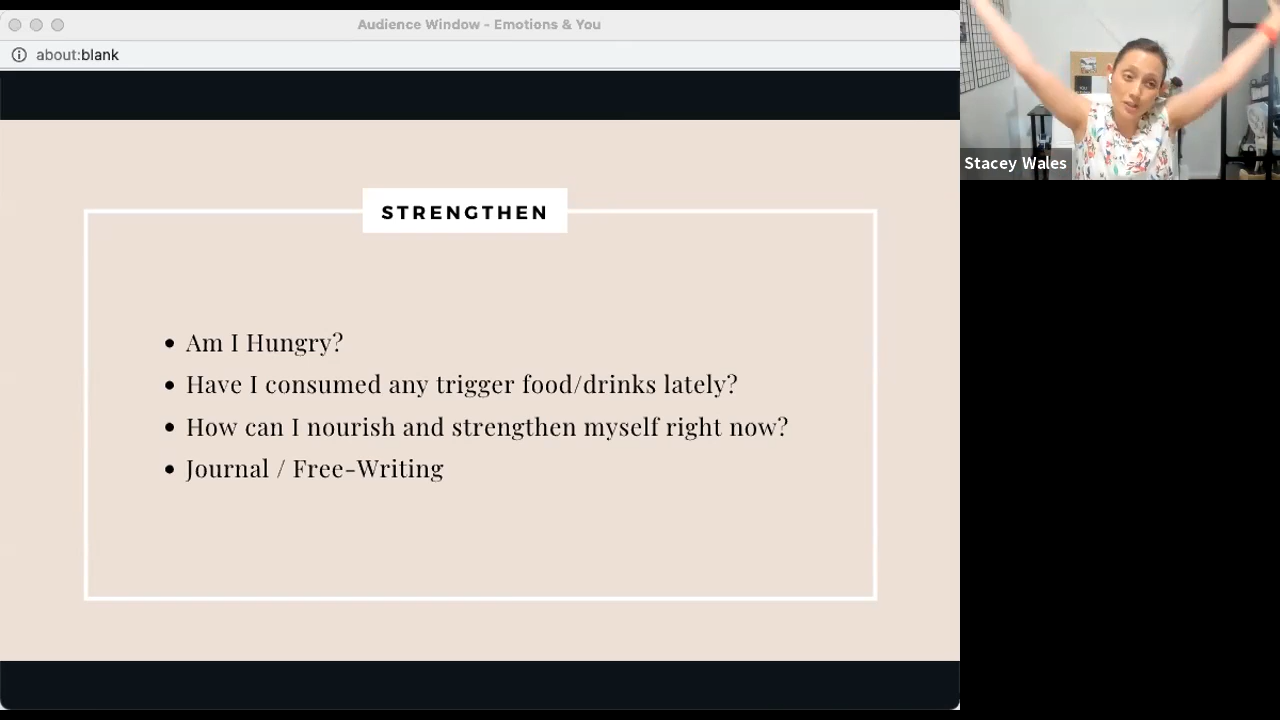 Audience Window - Emotions & You
about:blank
Stacey Wales
STRENGTHEN
Am I Hungry?
Have I consumed any trigger food/drinks lately?
How can I nourish and strengthen myself right now?
Journal / Free-Writing